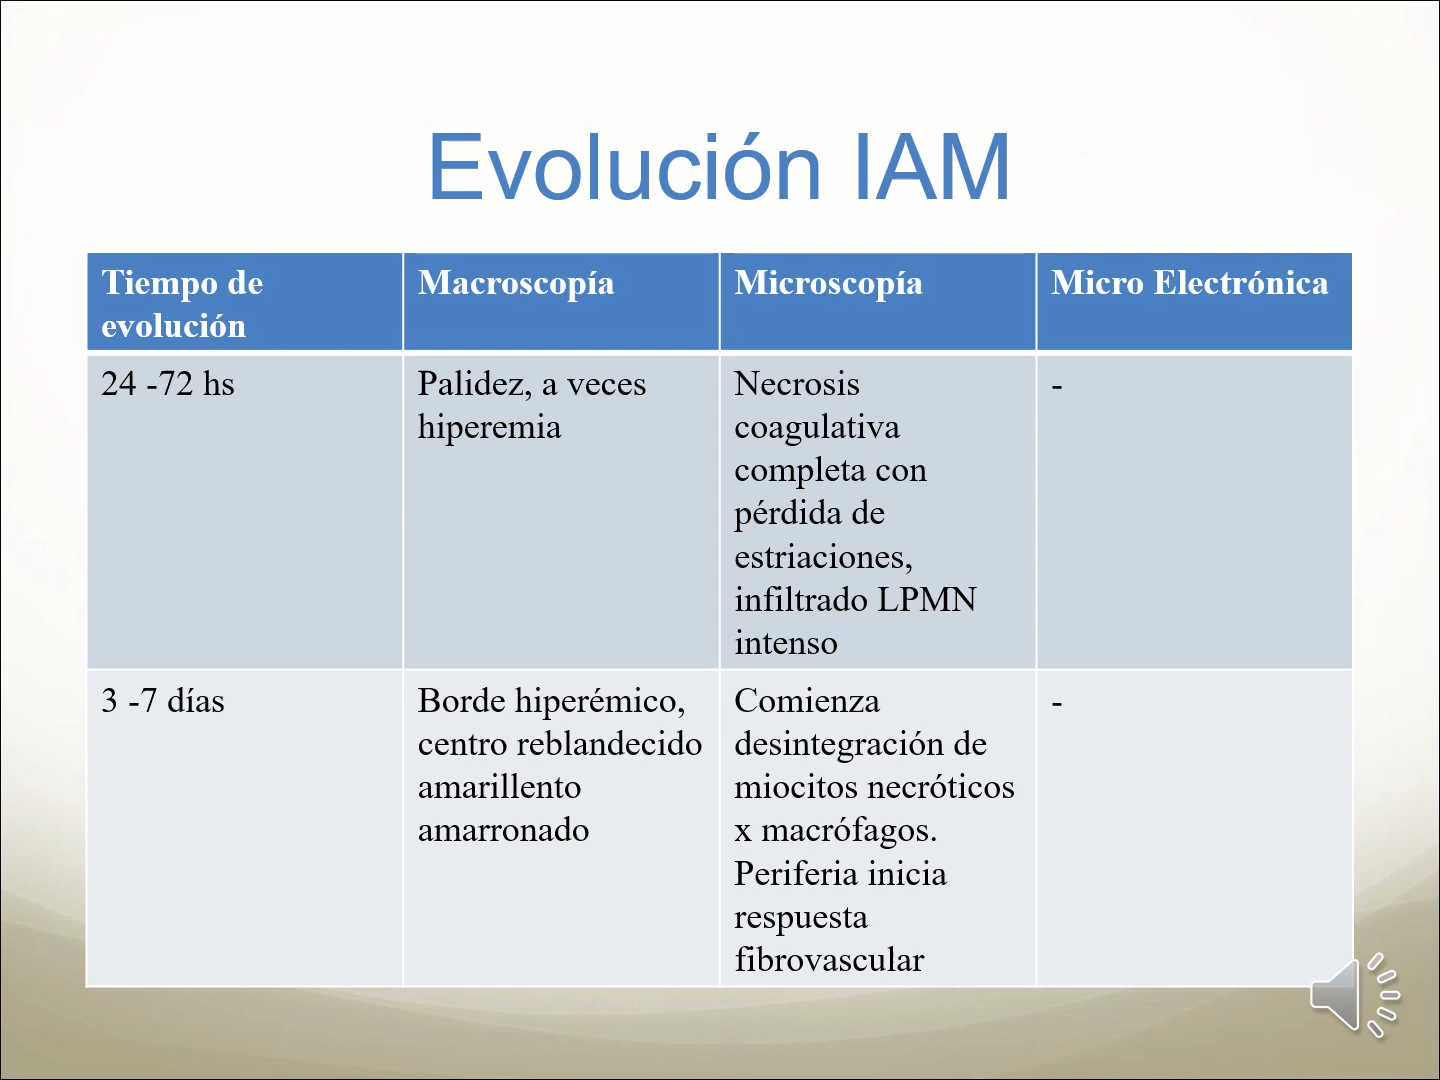 Evolución IAM
Tiempo de
evolución
Macroscopía
Microscopía
Micro Electrónica
24 -72 hs
Palidez, a veces
hiperemia
Necrosis
coagulativa
completa con
pérdida de
estriaciones,
infiltrado LPMN
intenso
-
3 -7 días
Borde hiperémico,
centro reblandecido
amarillento
amarronado
Comienza
desintegración de
miocitos necróticos
x macrófagos.
Periferia inicia
respuesta
fibrovascular
-